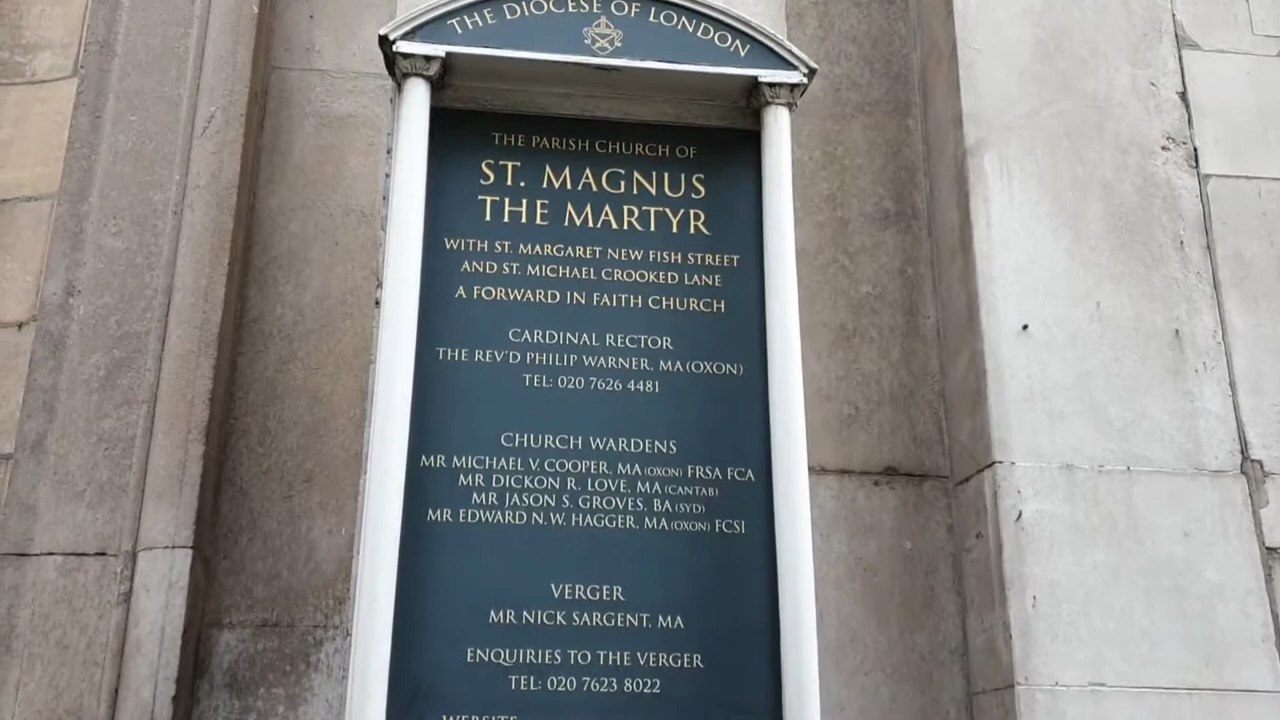 THE DIOCESE OF LONDON
THE PARISH CHURCH OF
ST. MAGNUS
THE MARTYR
WITH ST. MARGARET NEW FISH STREET
AND ST. MICHAEL CROOKED LANE
A FORWARD IN FAITH CHURCH
CARDINAL RECTOR
THE REV'D PHILIP WARNER, MA (OXON)
TEL: 020 7626 4481
CHURCH WARDENS
MR MICHAEL V. COOPER, MA (OXON) FRSA FCA
MR DICKON R. LOVE, MA (CANTAB)
MR JASON S. GROVES, BA (SYD)
MR EDWARD N. W. HAGGER, MA (OXON) FCSI
VERGER
MR NICK SARGENT, MA
ENQUIRIES TO THE VERGER
TEL: 020 7623 8022
WEBSITE